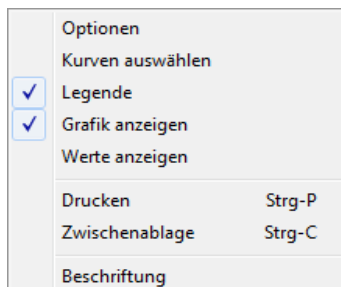 Optionen
Kurven auswählen
Legende
Grafik anzeigen
Werte anzeigen
Drucken Strg-P
Zwischenablage Strg-C
Beschriftung